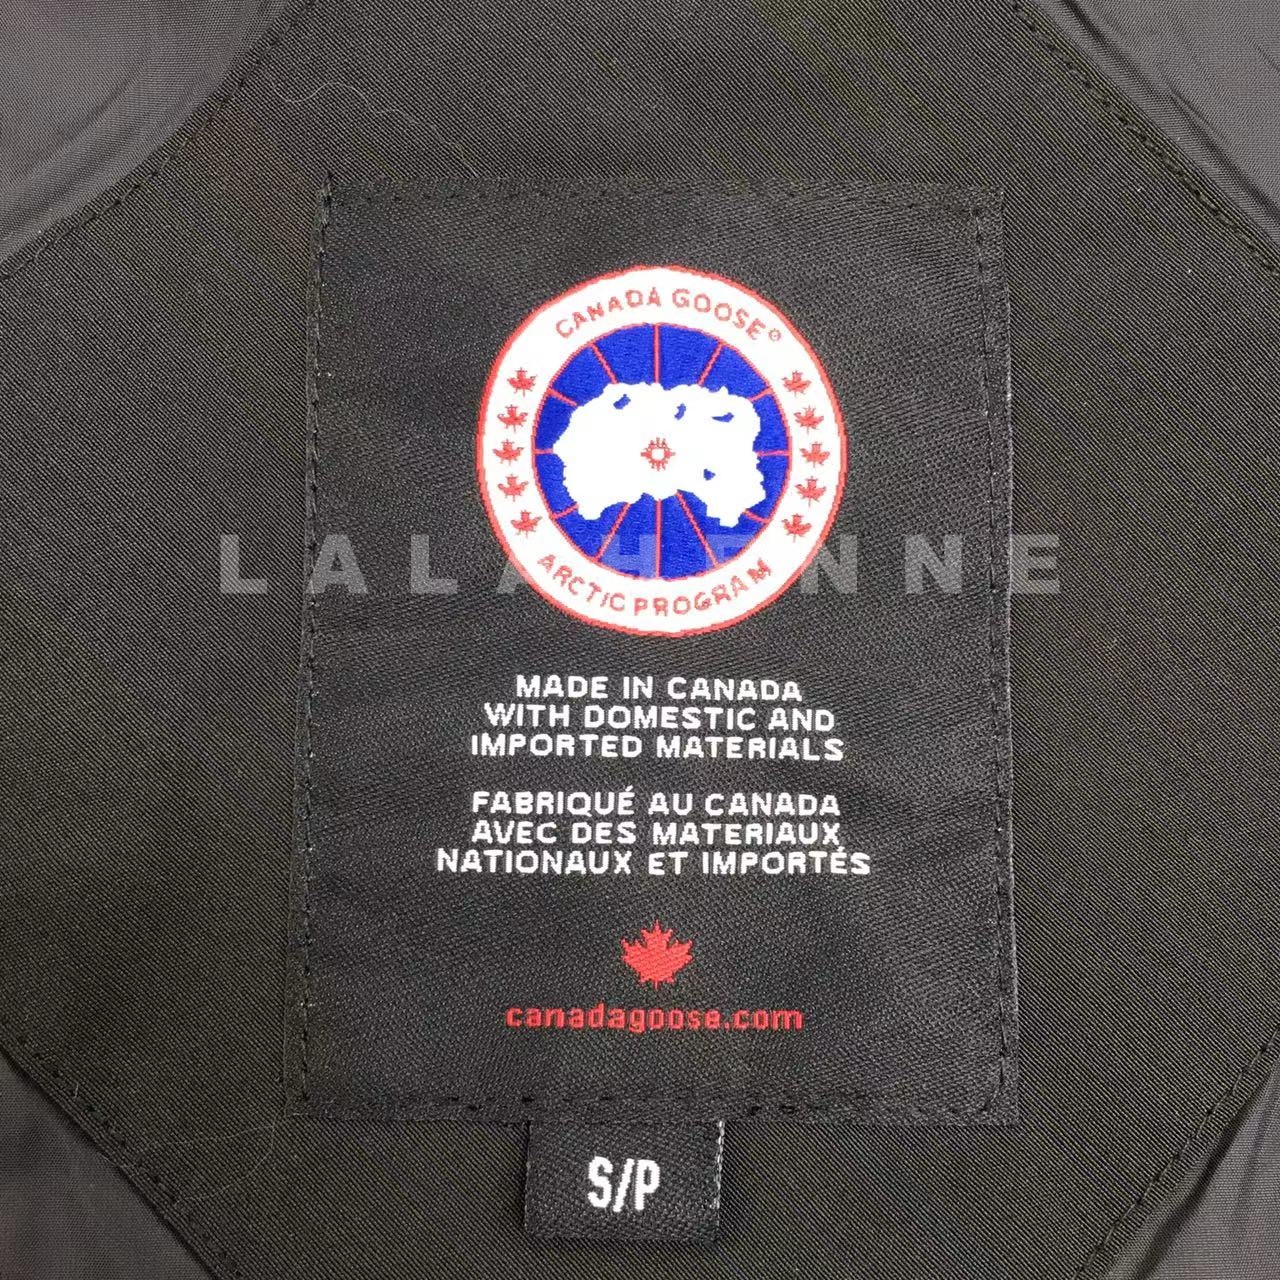 CANADA GOOSE®
ARCTIC PROGRAM
LALAHENNE
MADE IN CANADA
WITH DOMESTIC AND
IMPORTED MATERIALS
FABRIQUÉ AU CANADA
AVEC DES MATERIAUX
NATIONAUX ET IMPORTÉS
canadagoose.com
S/P